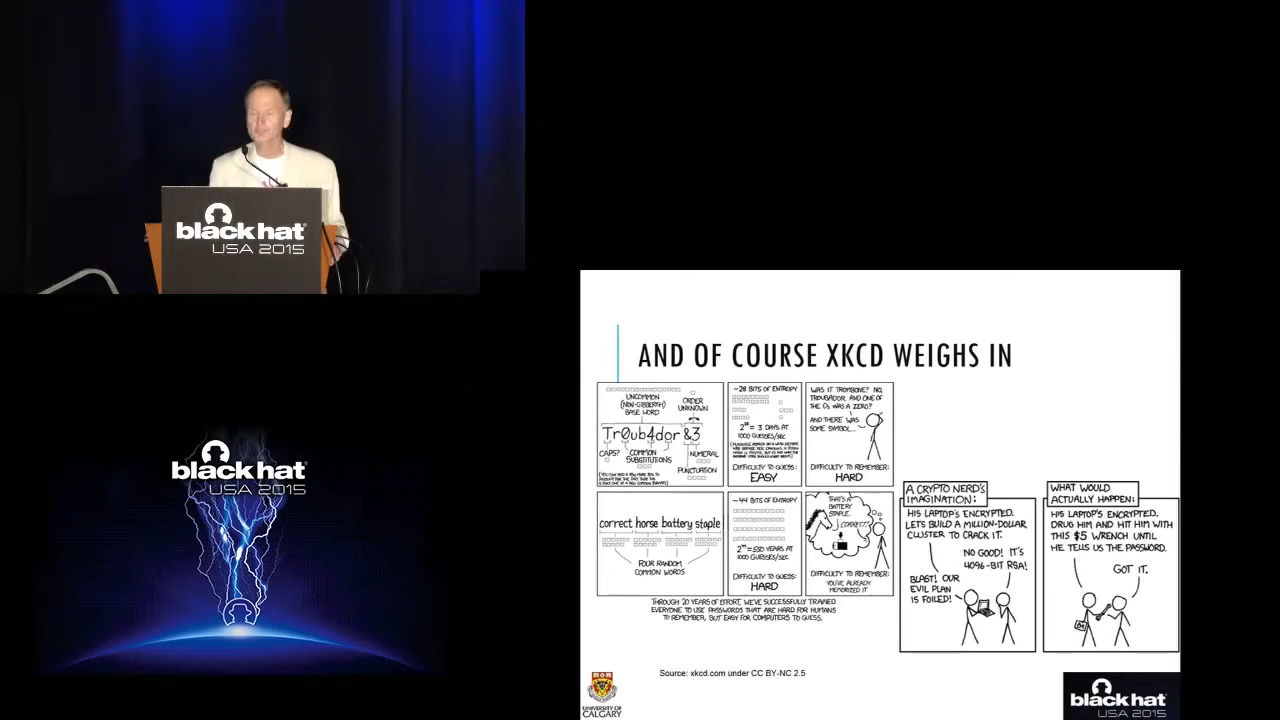 black hat
USA 2015
black hat
USA 2015
AND OF COURSE XKCD WEIGHS IN
UNCOMMON
(NON-GIBBERISH)
BASE WORD
ORDER
UNKNOWN
Tr0ub4dor &3
CAPS?
COMMON
SUBSTITUTIONS
NUMERAL
PUNCTUATION
~28 BITS OF ENTROPY
2²⁸ = 3 DAYS AT
1000 GUESSES/SEC
DIFFICULTY TO GUESS:
EASY
WAS IT TROMBONE? NO,
TROUBADOR. AND ONE OF
THE Os WAS A ZERO?
AND THERE WAS
SOME SYMBOL...
DIFFICULTY TO REMEMBER:
HARD
correct horse battery staple
FOUR RANDOM
COMMON WORDS
~44 BITS OF ENTROPY
2⁴⁴ = 550 YEARS AT
1000 GUESSES/SEC
DIFFICULTY TO GUESS:
HARD
THAT'S A
BATTERY
STAPLE.
CORRECT!
DIFFICULTY TO REMEMBER:
YOU'VE ALREADY
MEMORIZED IT
THROUGH 20 YEARS OF EFFORT, WE'VE SUCCESSFULLY TRAINED
EVERYONE TO USE PASSWORDS THAT ARE HARD FOR HUMANS
TO REMEMBER, BUT EASY FOR COMPUTERS TO GUESS.
A CRYPTO NERD'S
IMAGINATION:
HIS LAPTOP'S ENCRYPTED.
LET'S BUILD A MILLION-DOLLAR
CLUSTER TO CRACK IT.
NO GOOD! IT'S
4096-BIT RSA!
BLAST! OUR
EVIL PLAN
IS FOILED!
WHAT WOULD
ACTUALLY HAPPEN:
HIS LAPTOP'S ENCRYPTED.
DRUG HIM AND HIT HIM WITH
THIS $5 WRENCH UNTIL
HE TELLS US THE PASSWORD.
GOT IT.
Source: xkcd.com under CC BY-NC 2.5
UNIVERSITY OF
CALGARY
black hat
USA 2015